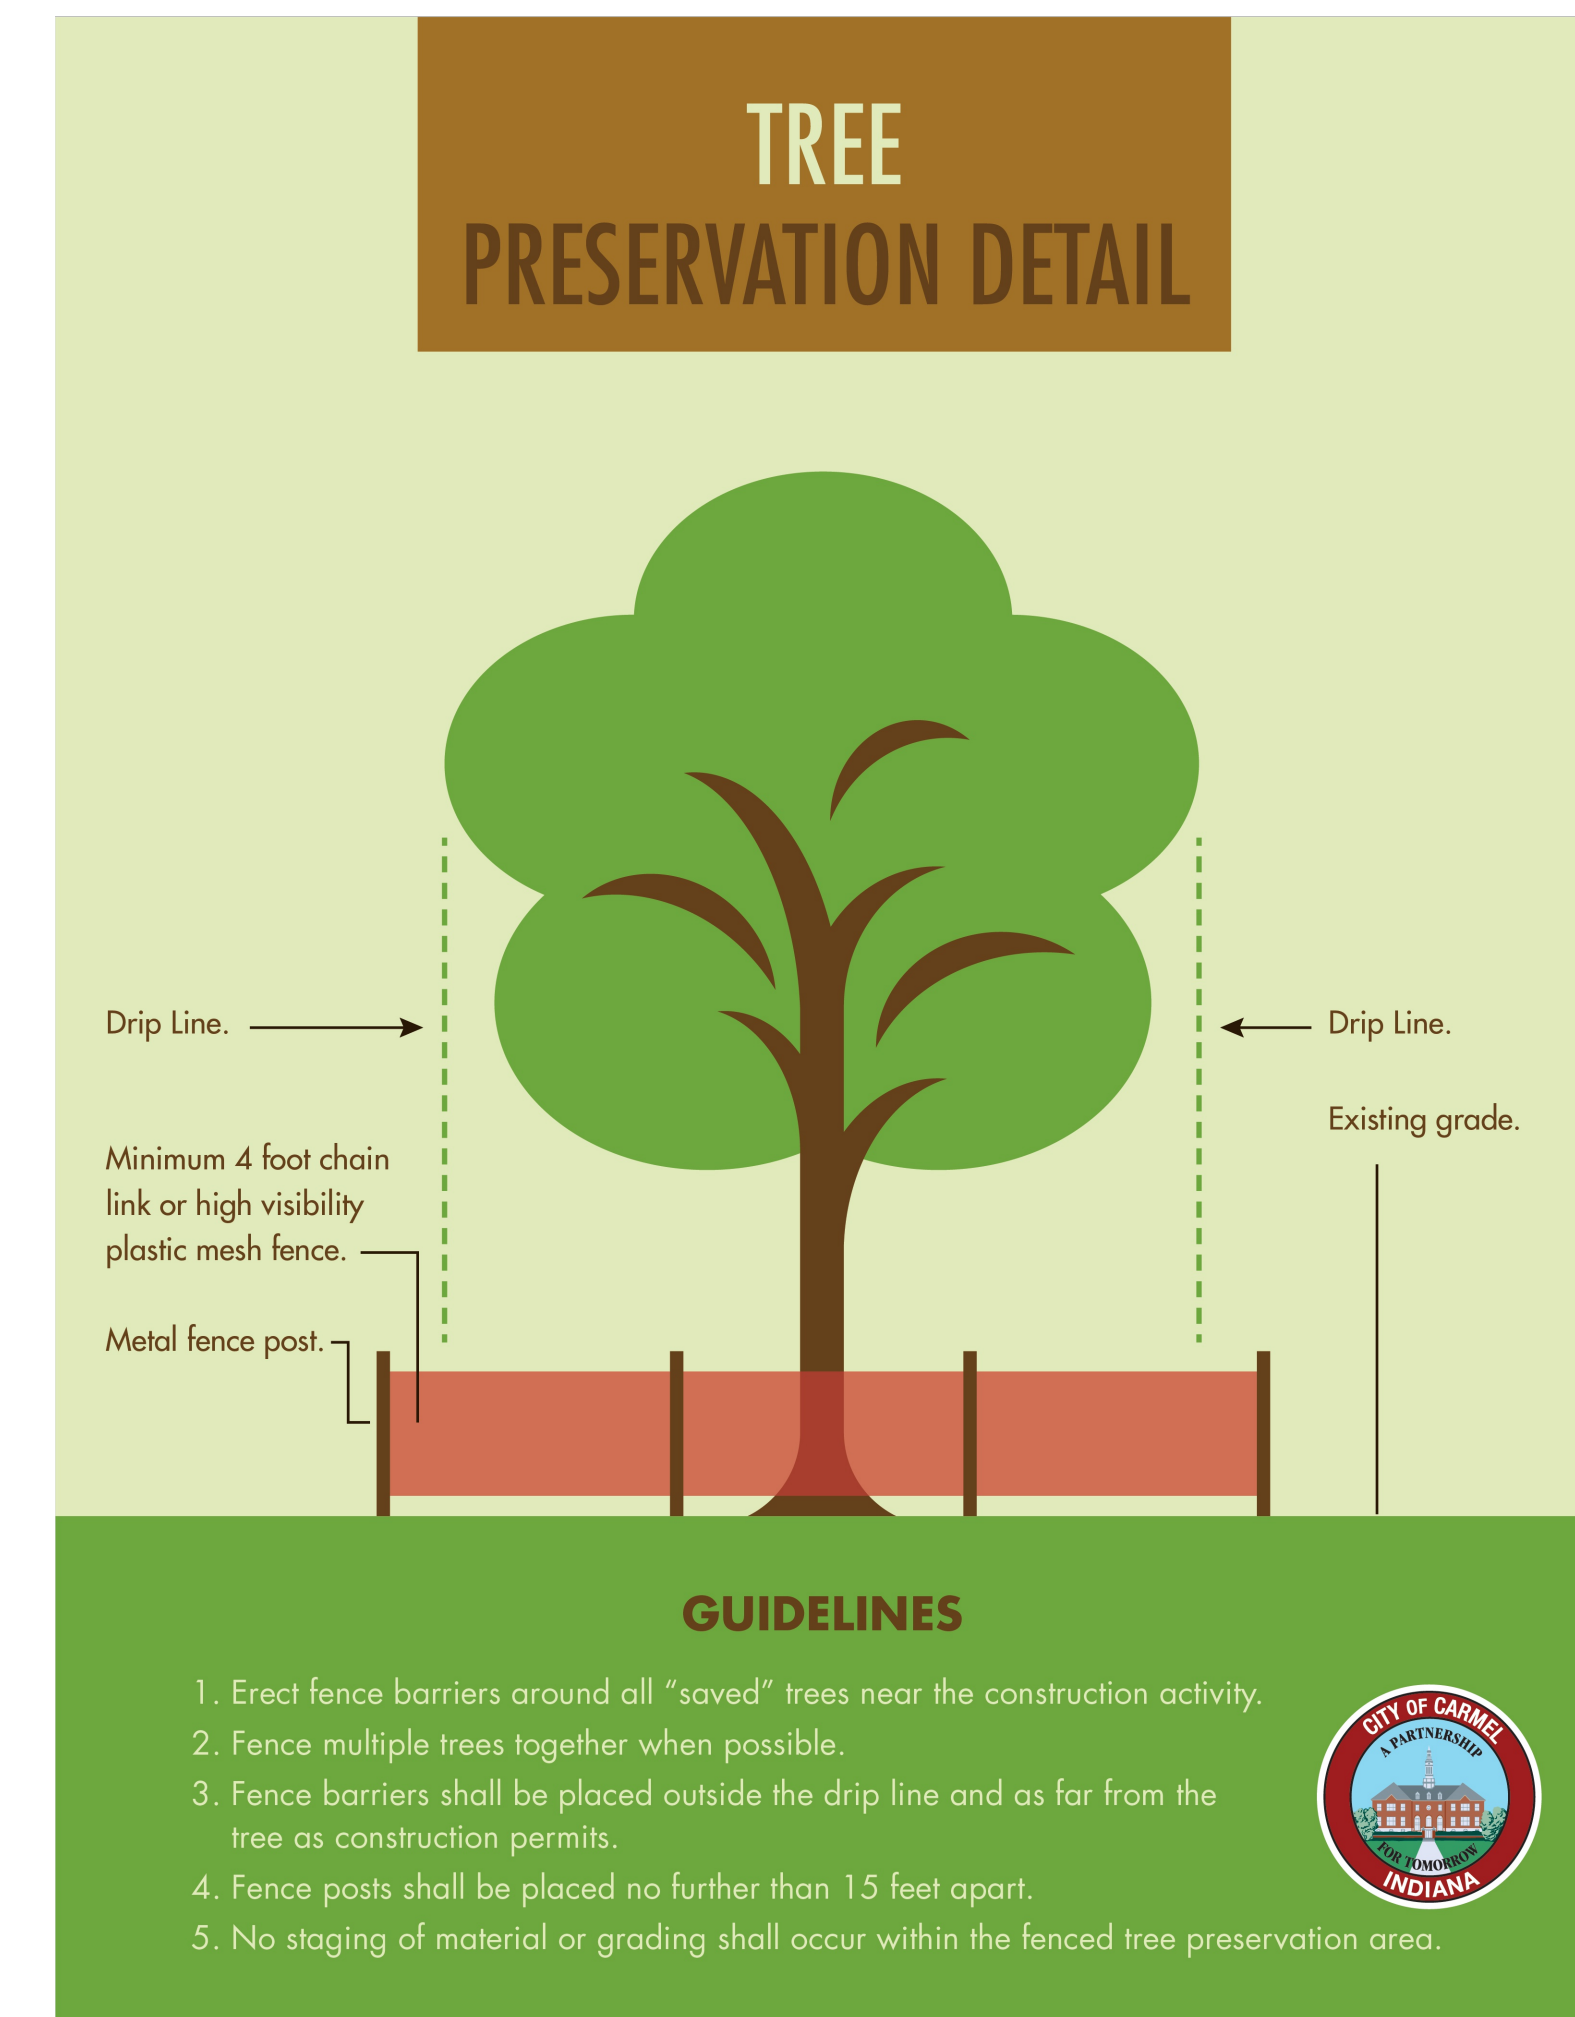 TREE
PRESERVATION DETAIL
Drip Line.
Drip Line.
Existing grade.
Minimum 4 foot chain
link or high visibility
plastic mesh fence.
Metal fence post.
GUIDELINES
1. Erect fence barriers around all “saved” trees near the construction activity.
2. Fence multiple trees together when possible.
3. Fence barriers shall be placed outside the drip line and as far from the
tree as construction permits.
4. Fence posts shall be placed no further than 15 feet apart.
5. No staging of material or grading shall occur within the fenced tree preservation area.
CITY OF CARMEL
A PARTNERSHIP
FOR TOMORROW
INDIANA